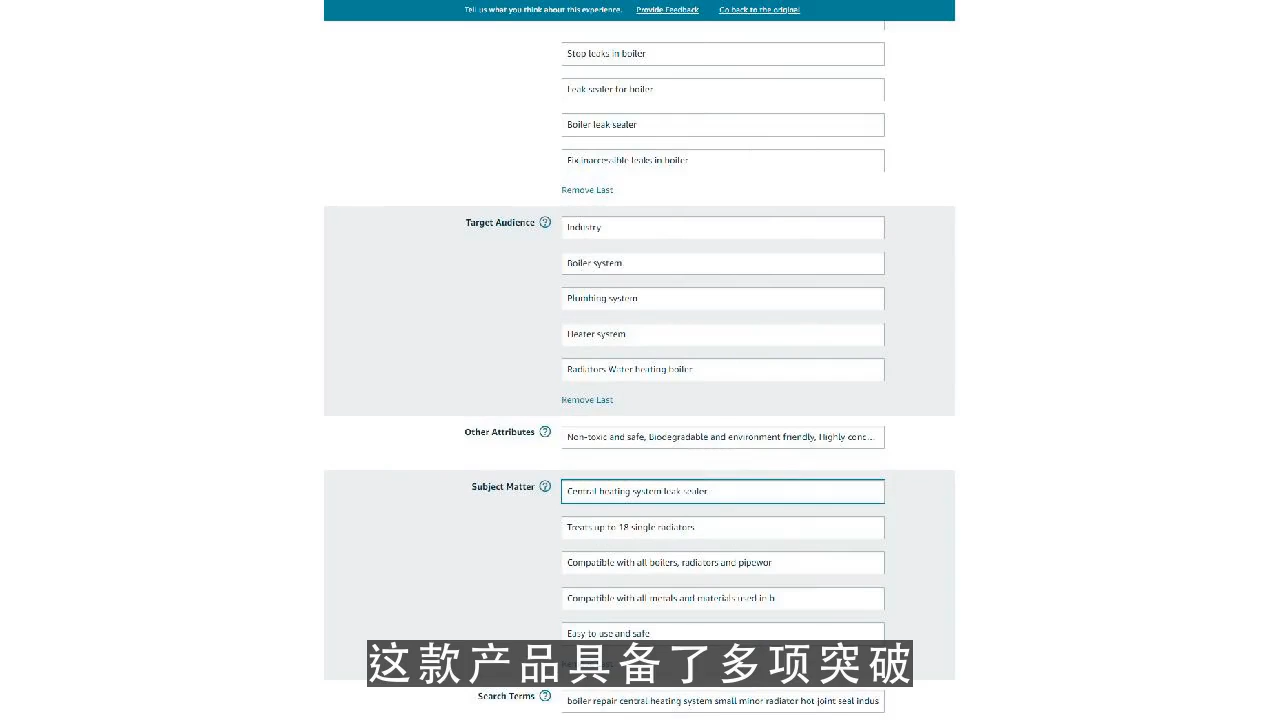 Tell us what you think about this experience. Provide Feedback Go back to the original
Stop leaks in boiler
Leak sealer for boiler
Boiler leak sealer
Fix inaccessible leaks in boiler
Remove Last
Target Audience
Industry
Boiler system
Plumbing system
Heater system
Radiators Water heating boiler
Remove Last
Other Attributes
Non-toxic and safe, Biodegradable and environment friendly, Highly conc...
Subject Matter
Central heating system leak sealer
Treats up to 18 single radiators
Compatible with all boilers, radiators and pipewor
Compatible with all metals and materials used in b
Easy to use and safe
这款产品具备了多项突破
Search Terms
boiler repair central heating system small minor radiator hot joint seal indus